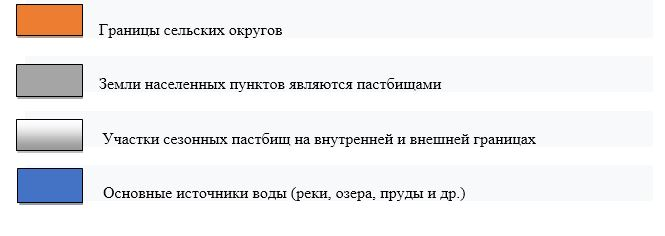 Границы сельских округов
Земли населенных пунктов являются пастбищами
Участки сезонных пастбищ на внутренней и внешней границах
Основные источники воды (реки, озера, пруды и др.)